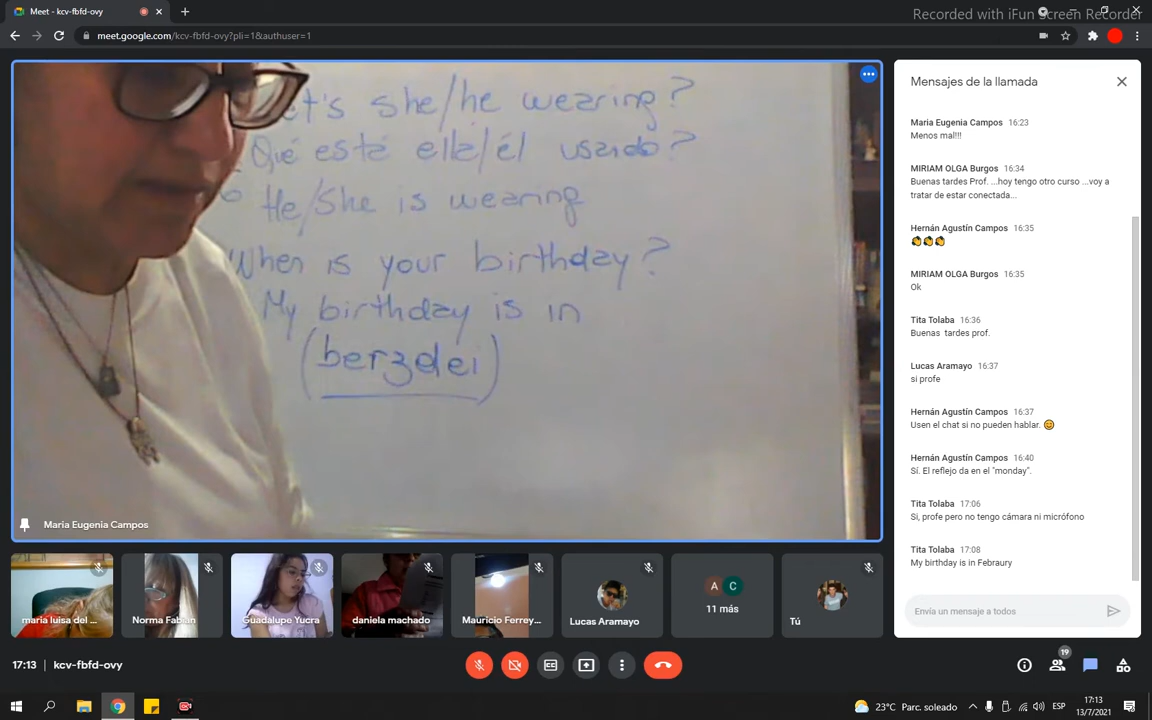 Meet - kcv-fbfd-ovy
Recorded with iFun Screen Recorder
meet.google.com/kcv-fbfd-ovy?pli=1&authuser=1
t's she/he wearing?
Qué está ella/él usando?
He/She is wearing
When is your birthday?
My birthday is in
(berzdei)
Maria Eugenia Campos
maria luisa del ...
Norma Fabian
Guadalupe Yucra
daniela machado
Mauricio Ferrey...
Lucas Aramayo
A C
11 más
Tú
17:13 | kcv-fbfd-ovy
Mensajes de la llamada
Maria Eugenia Campos 16:23
Menos mal!!!
MIRIAM OLGA Burgos 16:34
Buenas tardes Prof. ...hoy tengo otro curso ...voy a
tratar de estar conectada...
Hernán Agustín Campos 16:35
👏👏👏
MIRIAM OLGA Burgos 16:35
Ok
Tita Tolaba 16:36
Buenas tardes prof.
Lucas Aramayo 16:37
si profe
Hernán Agustín Campos 16:37
Usen el chat si no pueden hablar. 😊
Hernán Agustín Campos 16:40
Sí. El reflejo da en el "monday".
Tita Tolaba 17:06
Si, profe pero no tengo cámara ni micrófono
Tita Tolaba 17:08
My birthday is in Febraury
Envía un mensaje a todos
19
23°C Parc. soleado
ESP
17:13
13/7/2021